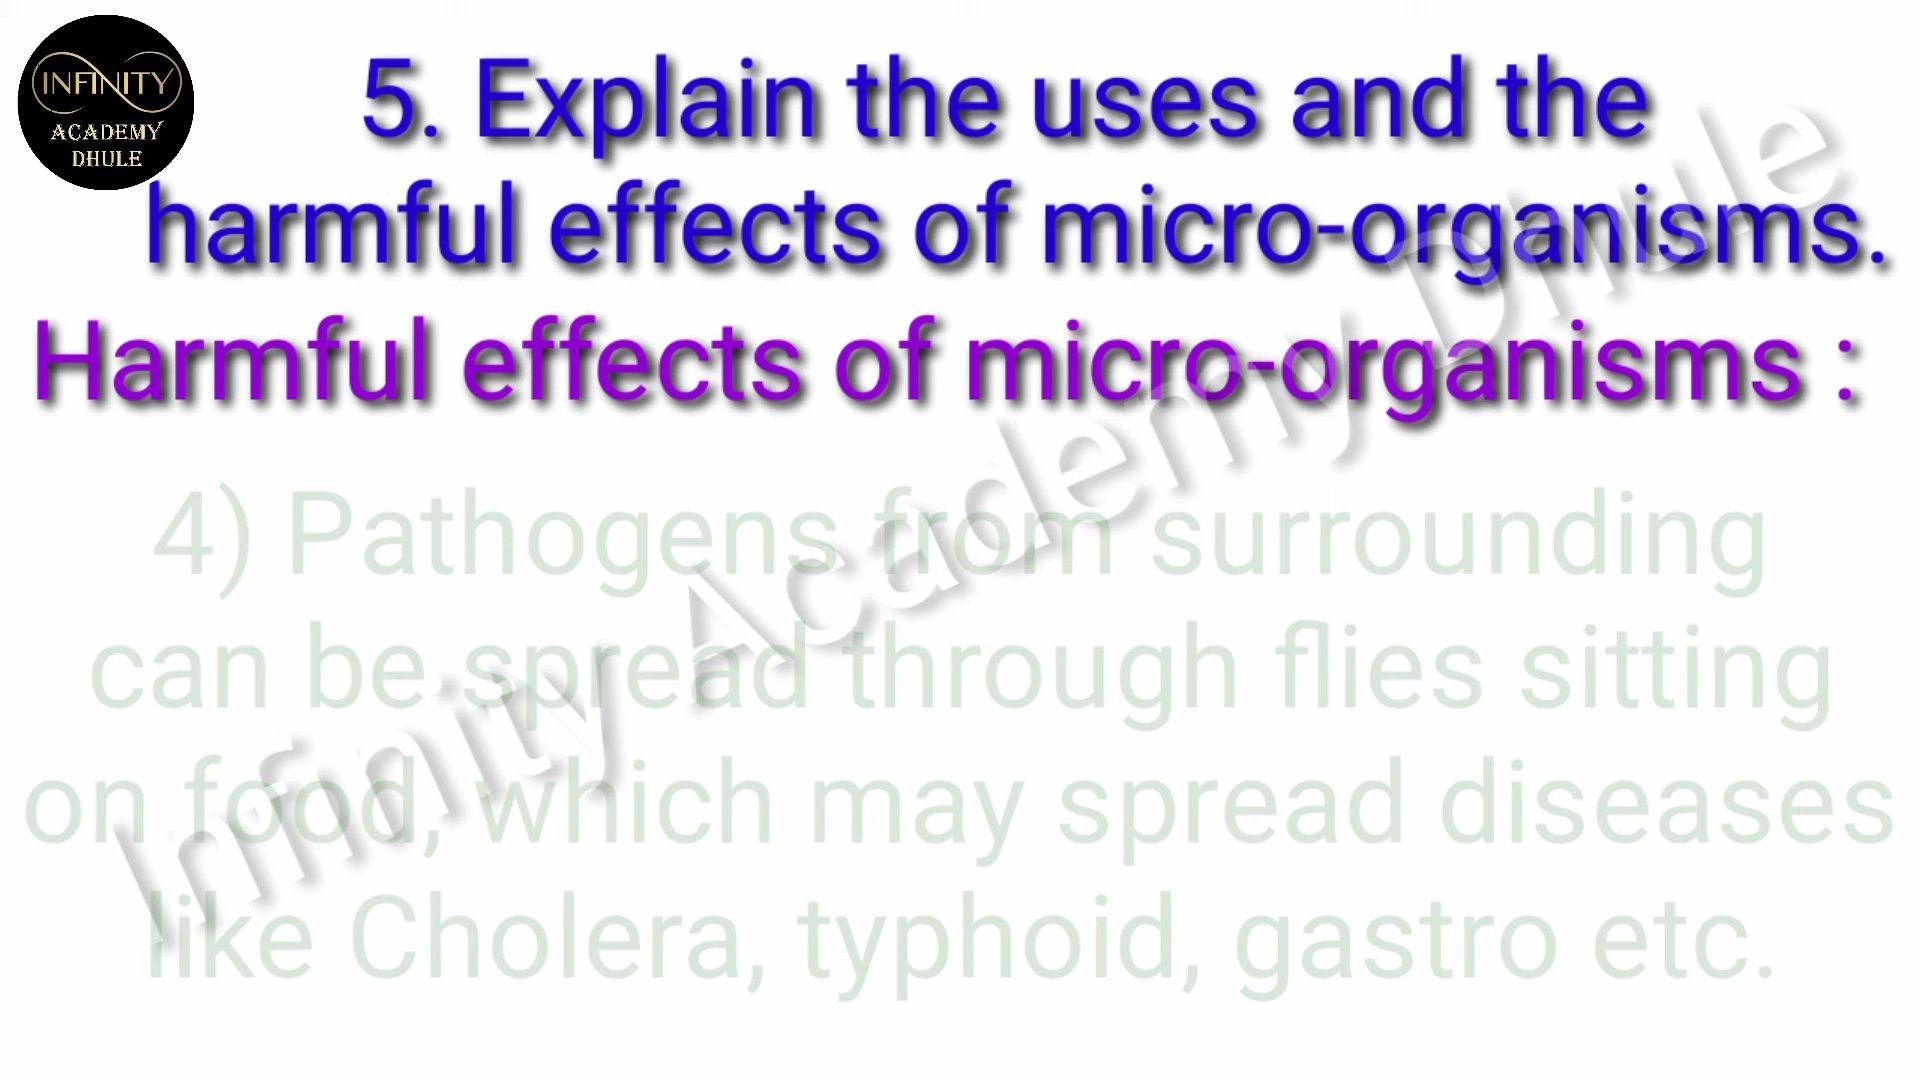 INFINITY
ACADEMY
DHULE
5. Explain the uses and the
harmful effects of micro-organisms.
Harmful effects of micro-organisms :
4) Pathogens from surrounding
can be spread through flies sitting
on food, which may spread diseases
like Cholera, typhoid, gastro etc.
Infinity Academy Dhule